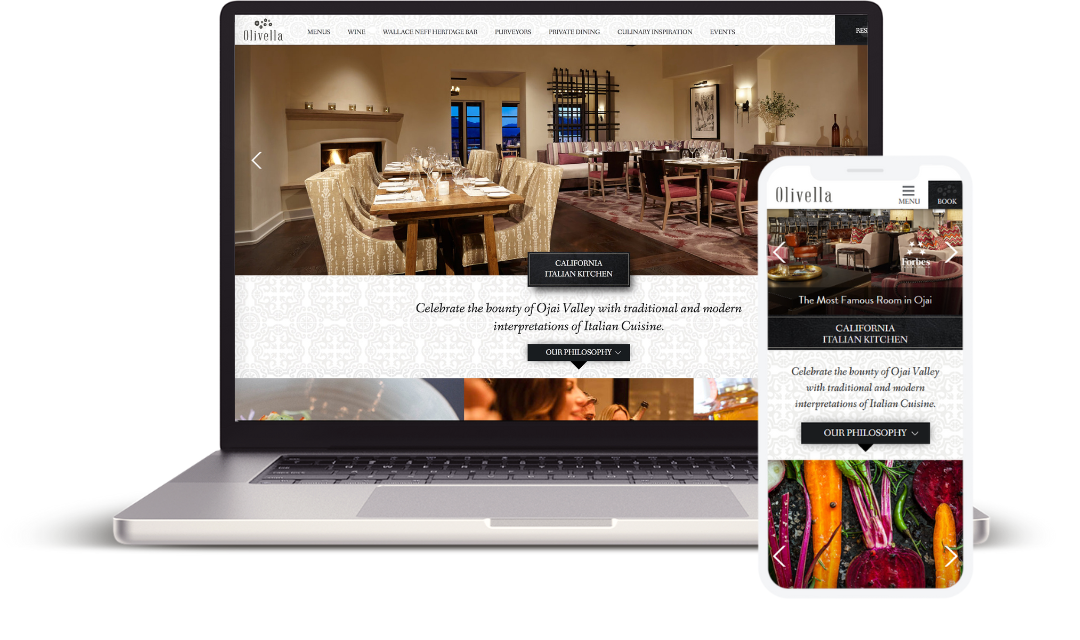 Olivella
MENUS WINE WALLACE NEFF HERITAGE BAR PURVEYORS PRIVATE DINING CULINARY INSPIRATION EVENTS RES
CALIFORNIA
ITALIAN KITCHEN
Celebrate the bounty of Ojai Valley with traditional and modern
interpretations of Italian Cuisine.
OUR PHILOSOPHY
Olivella
MENU
BOOK
Forbes
The Most Famous Room in Ojai
CALIFORNIA
ITALIAN KITCHEN
Celebrate the bounty of Ojai Valley
with traditional and modern
interpretations of Italian Cuisine.
OUR PHILOSOPHY